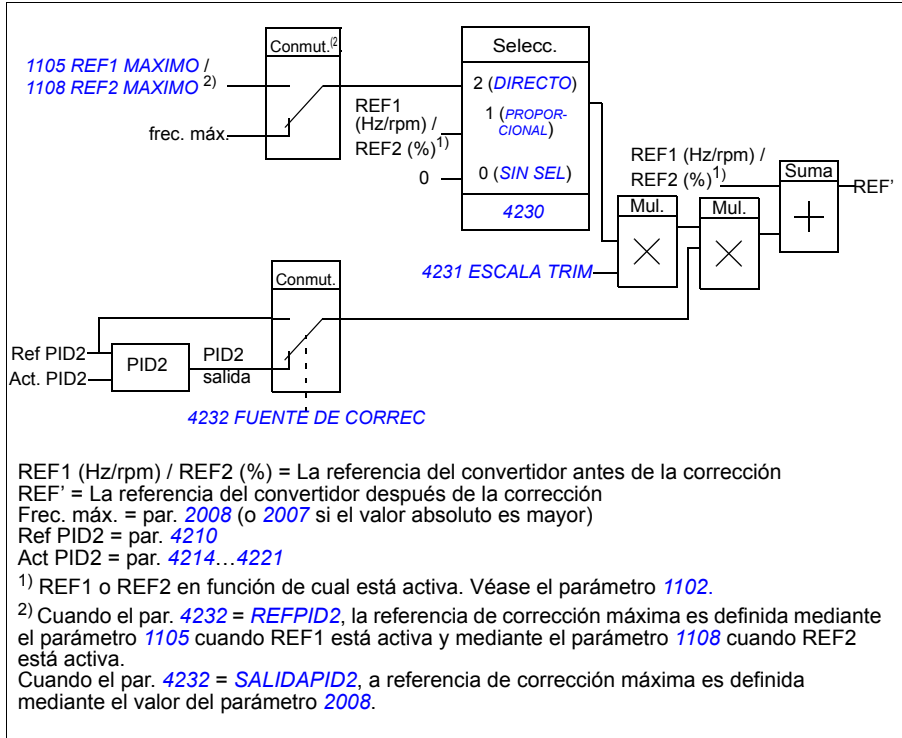 Conmut.(2
Selecc.
1105 REF1 MAXIMO /
1108 REF2 MAXIMO 2)
frec. máx.
2 (DIRECTO)
REF1
(Hz/rpm) /
REF2 (%)1)
1 (PROPOR-
CIONAL)
0
0 (SIN SEL)
4230
REF1 (Hz/rpm) /
REF2 (%)1)
Suma
REF’
Mul.
Mul.
4231 ESCALA TRIM
Conmut.
Ref PID2
Act. PID2
PID2
PID2
salida
4232 FUENTE DE CORREC
REF1 (Hz/rpm) / REF2 (%) = La referencia del convertidor antes de la corrección
REF’ = La referencia del convertidor después de la corrección
Frec. máx. = par. 2008 (o 2007 si el valor absoluto es mayor)
Ref PID2 = par. 4210
Act PID2 = par. 4214…4221
1) REF1 o REF2 en función de cual está activa. Véase el parámetro 1102.
2) Cuando el par. 4232 = REFPID2, la referencia de corrección máxima es definida mediante
el parámetro 1105 cuando REF1 está activa y mediante el parámetro 1108 cuando REF2
está activa.
Cuando el par. 4232 = SALIDAPID2, a referencia de corrección máxima es definida
mediante el valor del parámetro 2008.